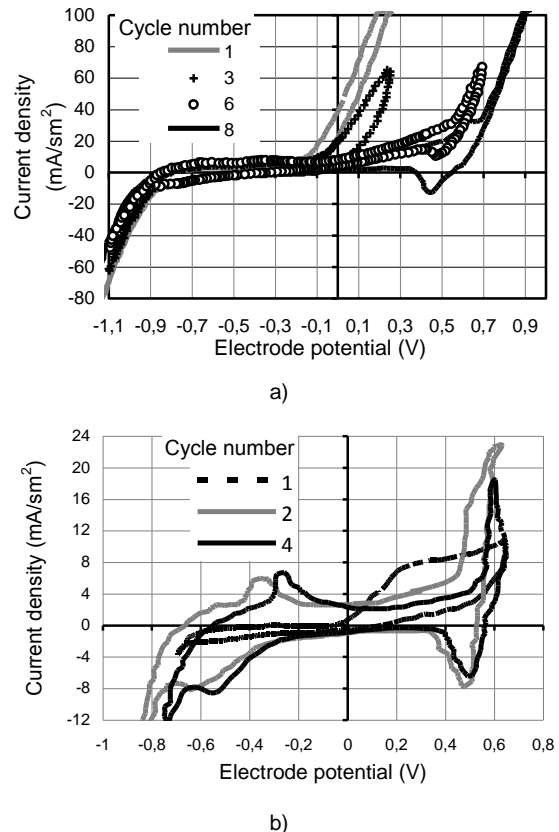 Cycle number
1
3
6
8
Current density
(mA/sm²)
100
80
60
40
20
0
-20
-40
-60
80
-1,1 -0,9 -0,7 -0,5 -0,3 -0,1 0,1 0,3 0,5 0,7 0,9
Electrode potential (V)
a)
Cycle number
1
2
4
Current density (mA/sm²)
24
20
16
12
8
4
0
-4
-8
-12
-1 -0,8 -0,6 -0,4 -0,2 0 0,2 0,4 0,6 0,8
Electrode potential (V)
b)